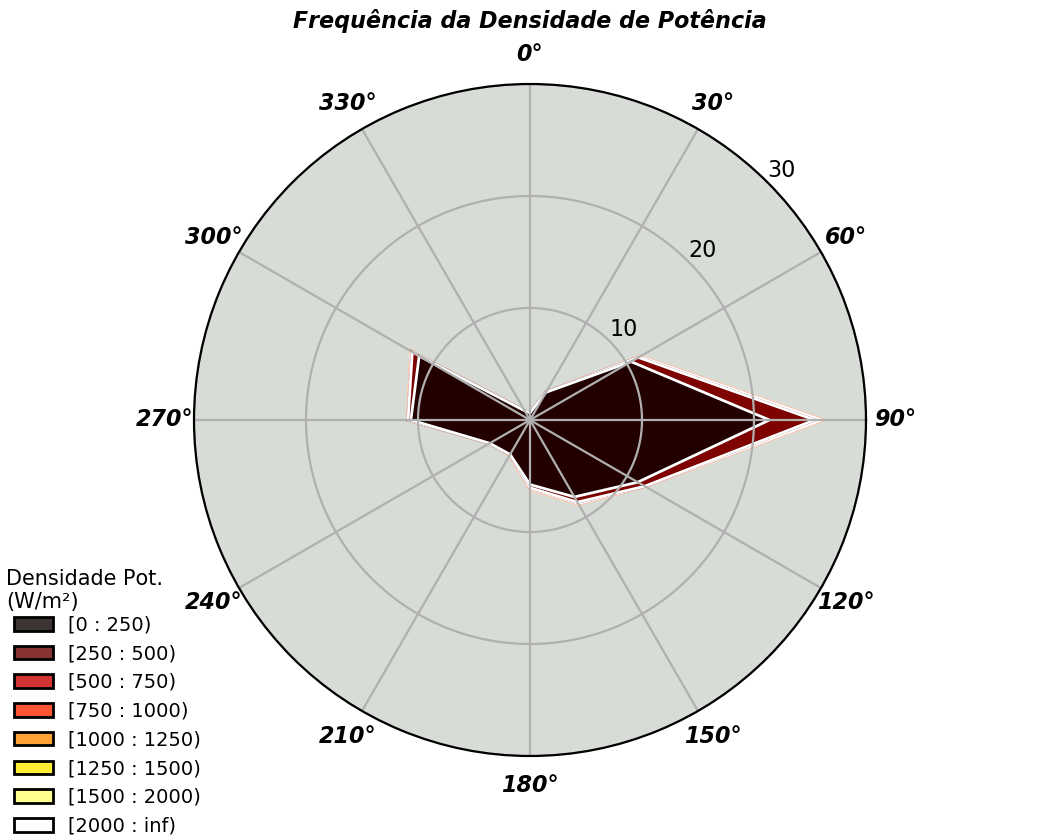 Frequência da Densidade de Potência
0°
330°
30°
30
300°
60°
20
10
270°
90°
240°
120°
210°
150°
180°
Densidade Pot.
(W/m²)
[0 : 250)
[250 : 500)
[500 : 750)
[750 : 1000)
[1000 : 1250)
[1250 : 1500)
[1500 : 2000)
[2000 : inf)